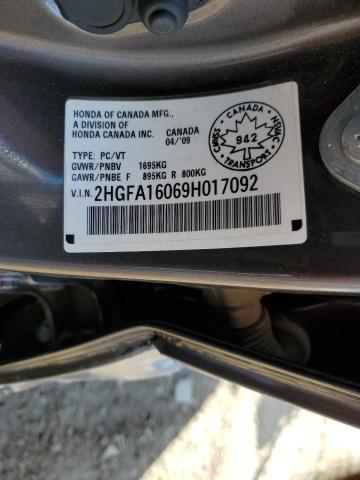 HONDA OF CANADA MFG.,
A DIVISION OF
HONDA CANADA INC. CANADA
04/'09
TYPE: PC/VT
GVWR/PNBV 1695KG
GAWR/PNBE F 895KG R 800KG
V.I.N. 2HGFA16069H017092
CANADA
CMVSS
942
NSVAC
TRANSPORT